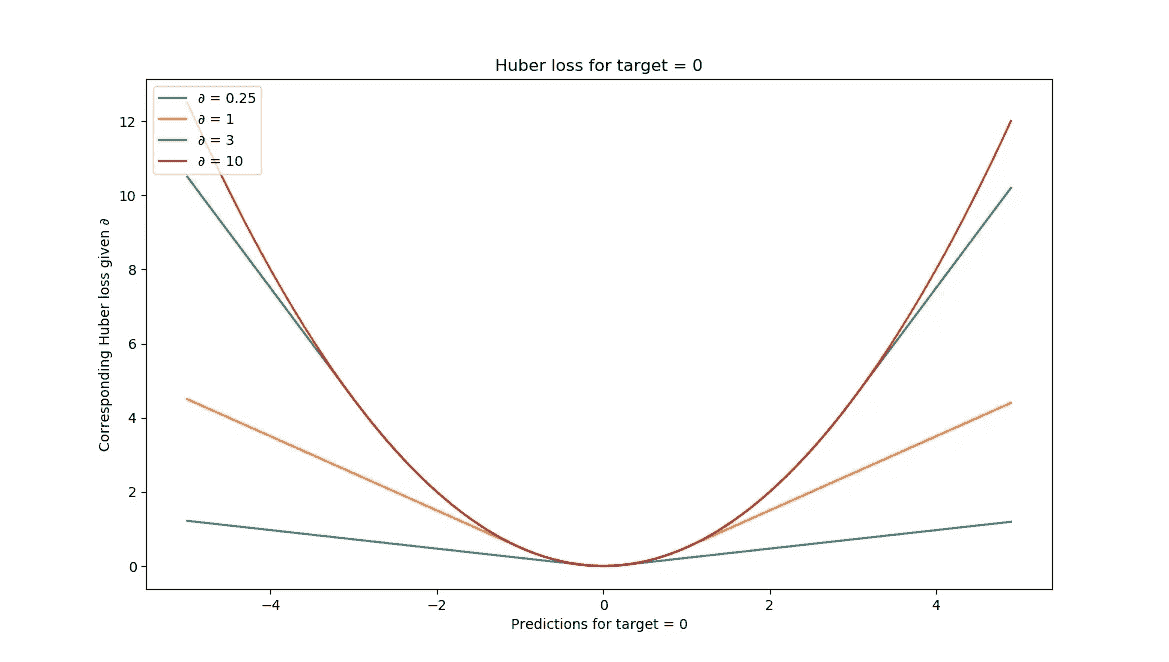 Huber loss for target = 0
∂ = 0.25
∂ = 1
∂ = 3
∂ = 10
12
10
8
6
4
2
0
Corresponding Huber loss given ∂
−4
−2
0
2
4
Predictions for target = 0